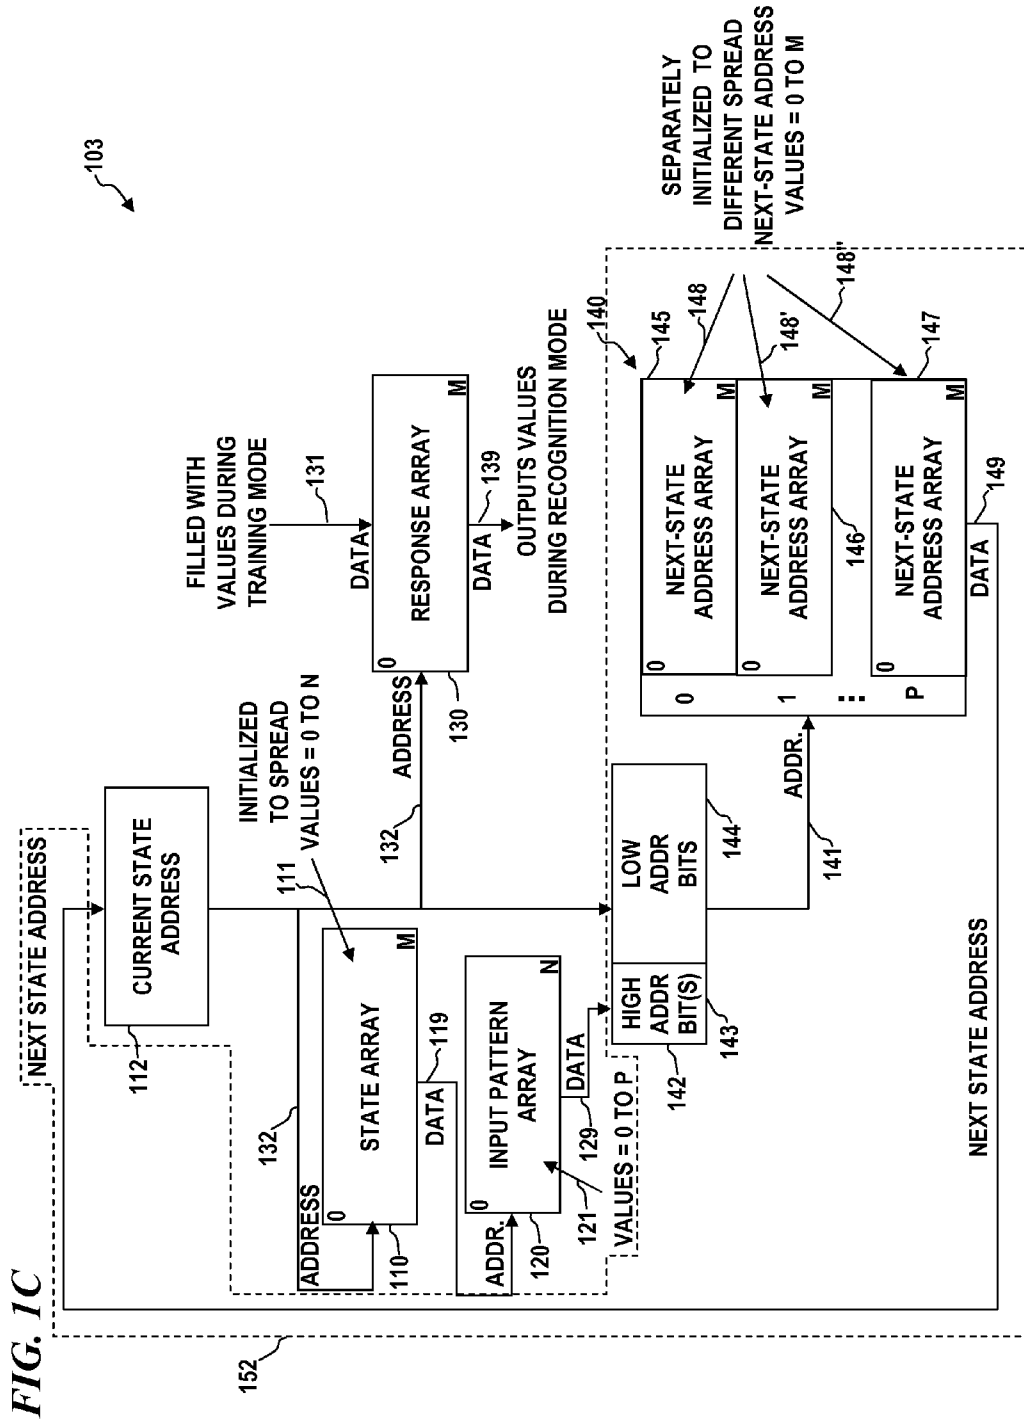 FIG. 1C
103
152
NEXT STATE ADDRESS
CURRENT STATE
ADDRESS
112
132
ADDRESS
INITIALIZED
TO SPREAD
VALUES = 0 TO N
111
0
STATE ARRAY
M
110
DATA
119
ADDR.
0
INPUT PATTERN
ARRAY
N
120
121
VALUES = 0 TO P
DATA
129
FILLED WITH
VALUES DURING
TRAINING MODE
131
DATA
132
ADDRESS
0
RESPONSE ARRAY
M
130
DATA
139
OUTPUTS VALUES
DURING RECOGNITION MODE
HIGH
ADDR
BIT(S)
LOW
ADDR
BITS
142
143
144
ADDR.
141
140
145
0
NEXT-STATE
ADDRESS ARRAY
M
0
1
0
NEXT-STATE
ADDRESS ARRAY
M
146
P
0
NEXT-STATE
ADDRESS ARRAY
M
147
148
148'
148"
SEPARATELY
INITIALIZED TO
DIFFERENT SPREAD
NEXT-STATE ADDRESS
VALUES = 0 TO M
DATA
149
NEXT STATE ADDRESS